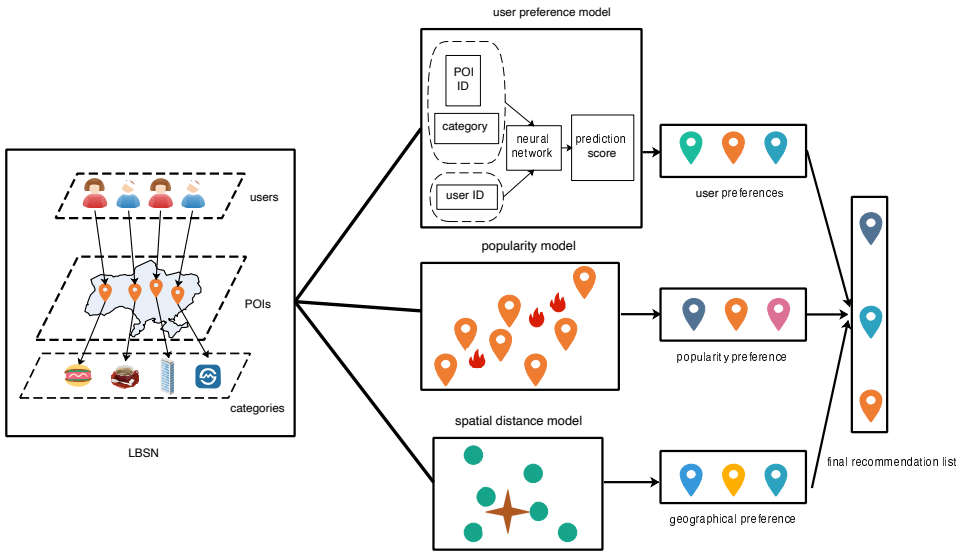 user preference model
POI
ID
category
neural
network
prediction
score
user ID
user preferences
users
POIs
categories
LBSN
popularity model
popularity preference
spatial distance model
geographical preference
final recommendation list